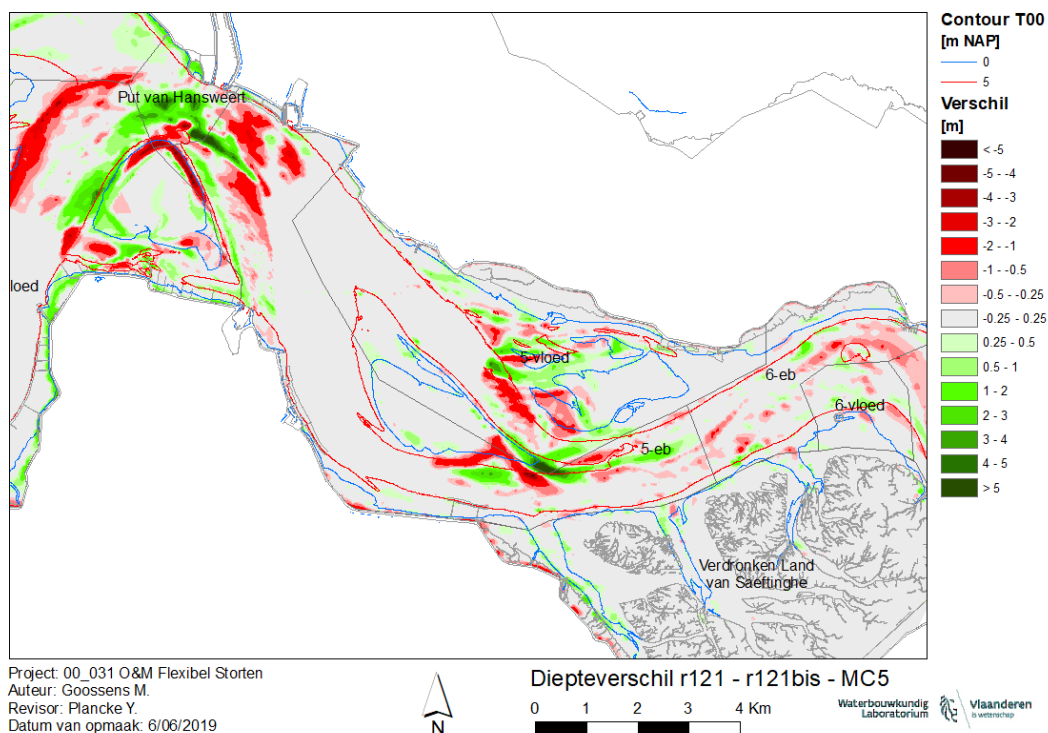 Put van Hansweert
loed
5-vloed
6-eb
6-vloed
5-eb
Verdronken Land
van Saeftinghe
Contour T00
[m NAP]
0
5
Verschil
[m]
< -5
-5 - -4
-4 - -3
-3 - -2
-2 - -1
-1 - -0.5
-0.5 - -0.25
-0.25 - 0.25
0.25 - 0.5
0.5 - 1
1 - 2
2 - 3
3 - 4
4 - 5
> 5
Project: 00_031 O&M Flexibel Storten
Auteur: Goossens M.
Revisor: Plancke Y.
Datum van opmaak: 6/06/2019
N
Diepteverschil r121 - r121bis - MC5
0 1 2 3 4 Km
Waterbouwkundig
Laboratorium
Vlaanderen
is wetenschap